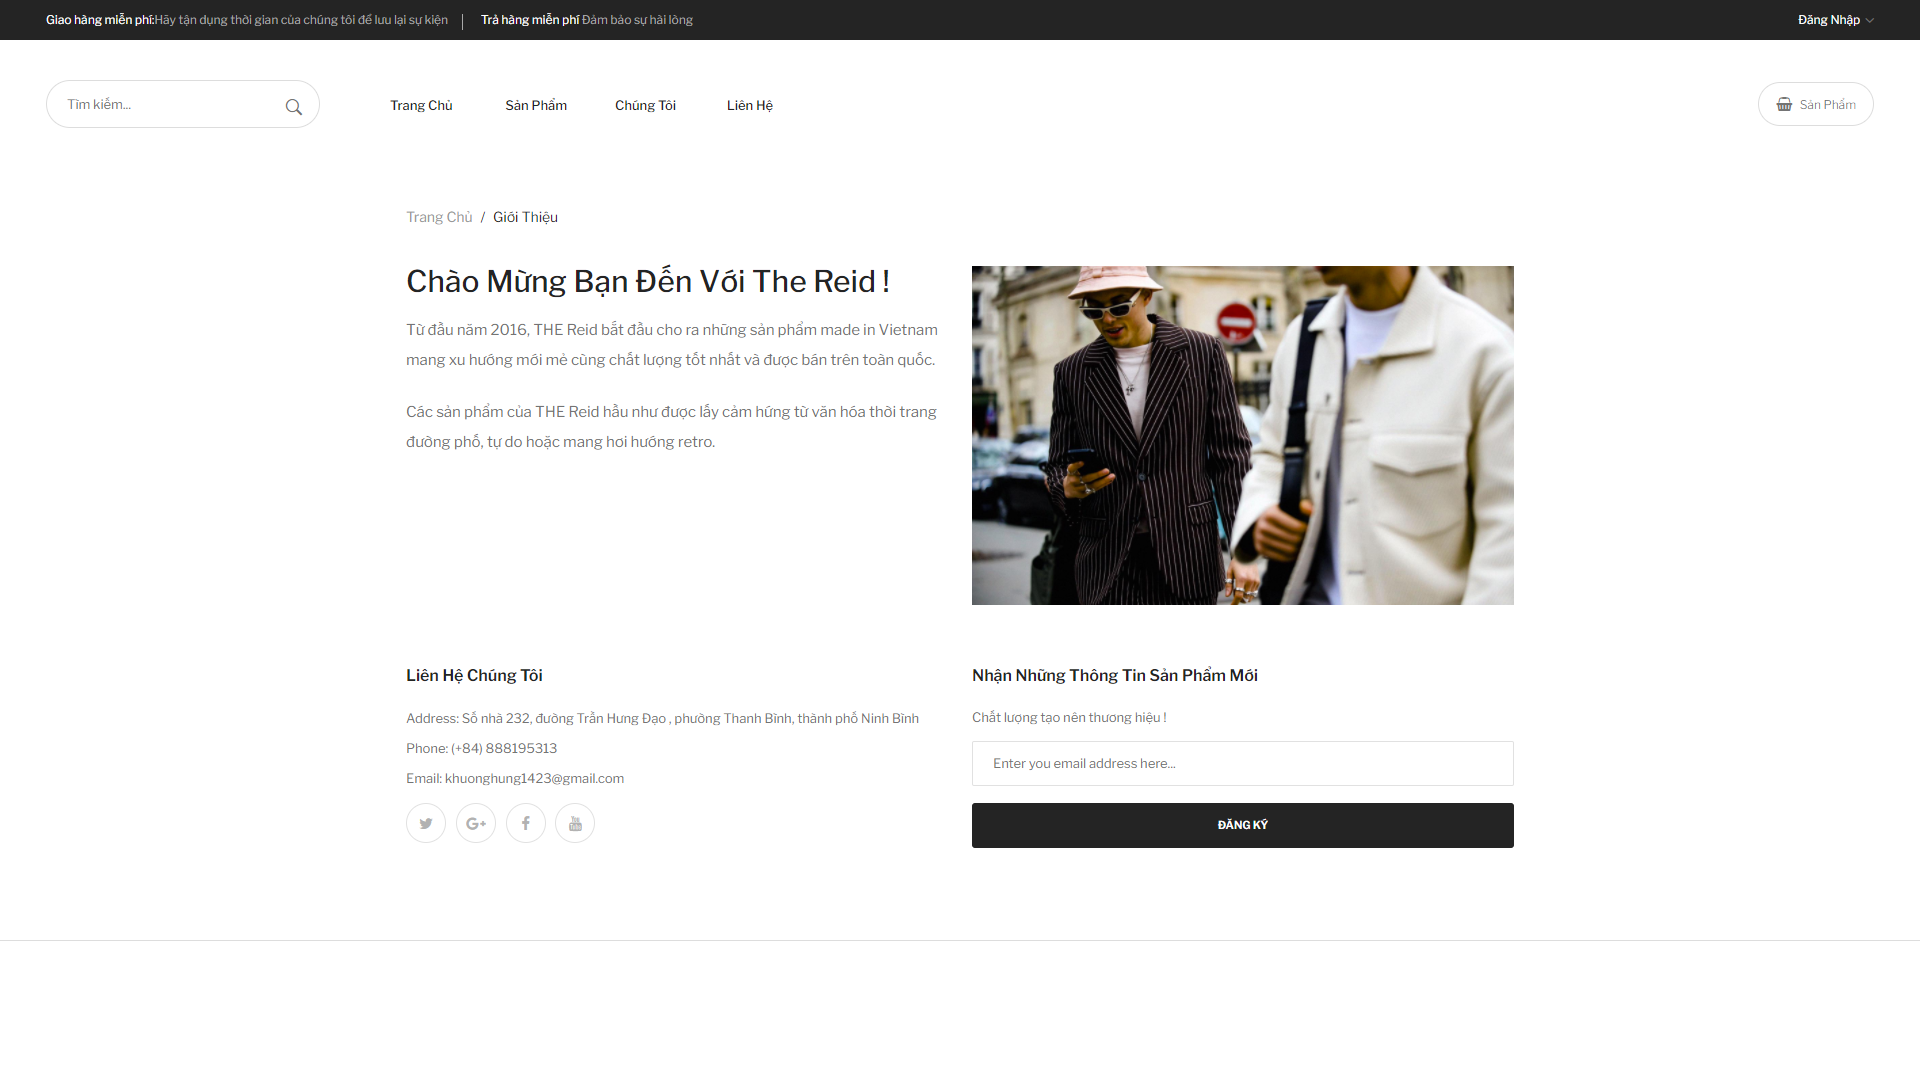 Giao hàng miễn phí:Hãy tận dụng thời gian của chúng tôi để lưu lại sự kiện
Trả hàng miễn phí Đảm bảo sự hài lòng
Đăng Nhập
Tìm kiếm...
Trang Chủ
Sản Phẩm
Chúng Tôi
Liên Hệ
Sản Phẩm
Trang Chủ / Giới Thiệu
Chào Mừng Bạn Đến Với The Reid !
Từ đầu năm 2016, THE Reid bắt đầu cho ra những sản phẩm made in Vietnam
mang xu hướng mới mẻ cùng chất lượng tốt nhất và được bán trên toàn quốc.
Các sản phẩm của THE Reid hầu như được lấy cảm hứng từ văn hóa thời trang
đường phố, tự do hoặc mang hơi hướng retro.
Liên Hệ Chúng Tôi
Address: Số nhà 232, đường Trần Hưng Đạo , phường Thanh Bình, thành phố Ninh Bình
Phone: (+84) 888195313
Email: khuonghung1423@gmail.com
Nhận Những Thông Tin Sản Phẩm Mới
Chất lượng tạo nên thương hiệu !
Enter you email address here...
ĐĂNG KÝ